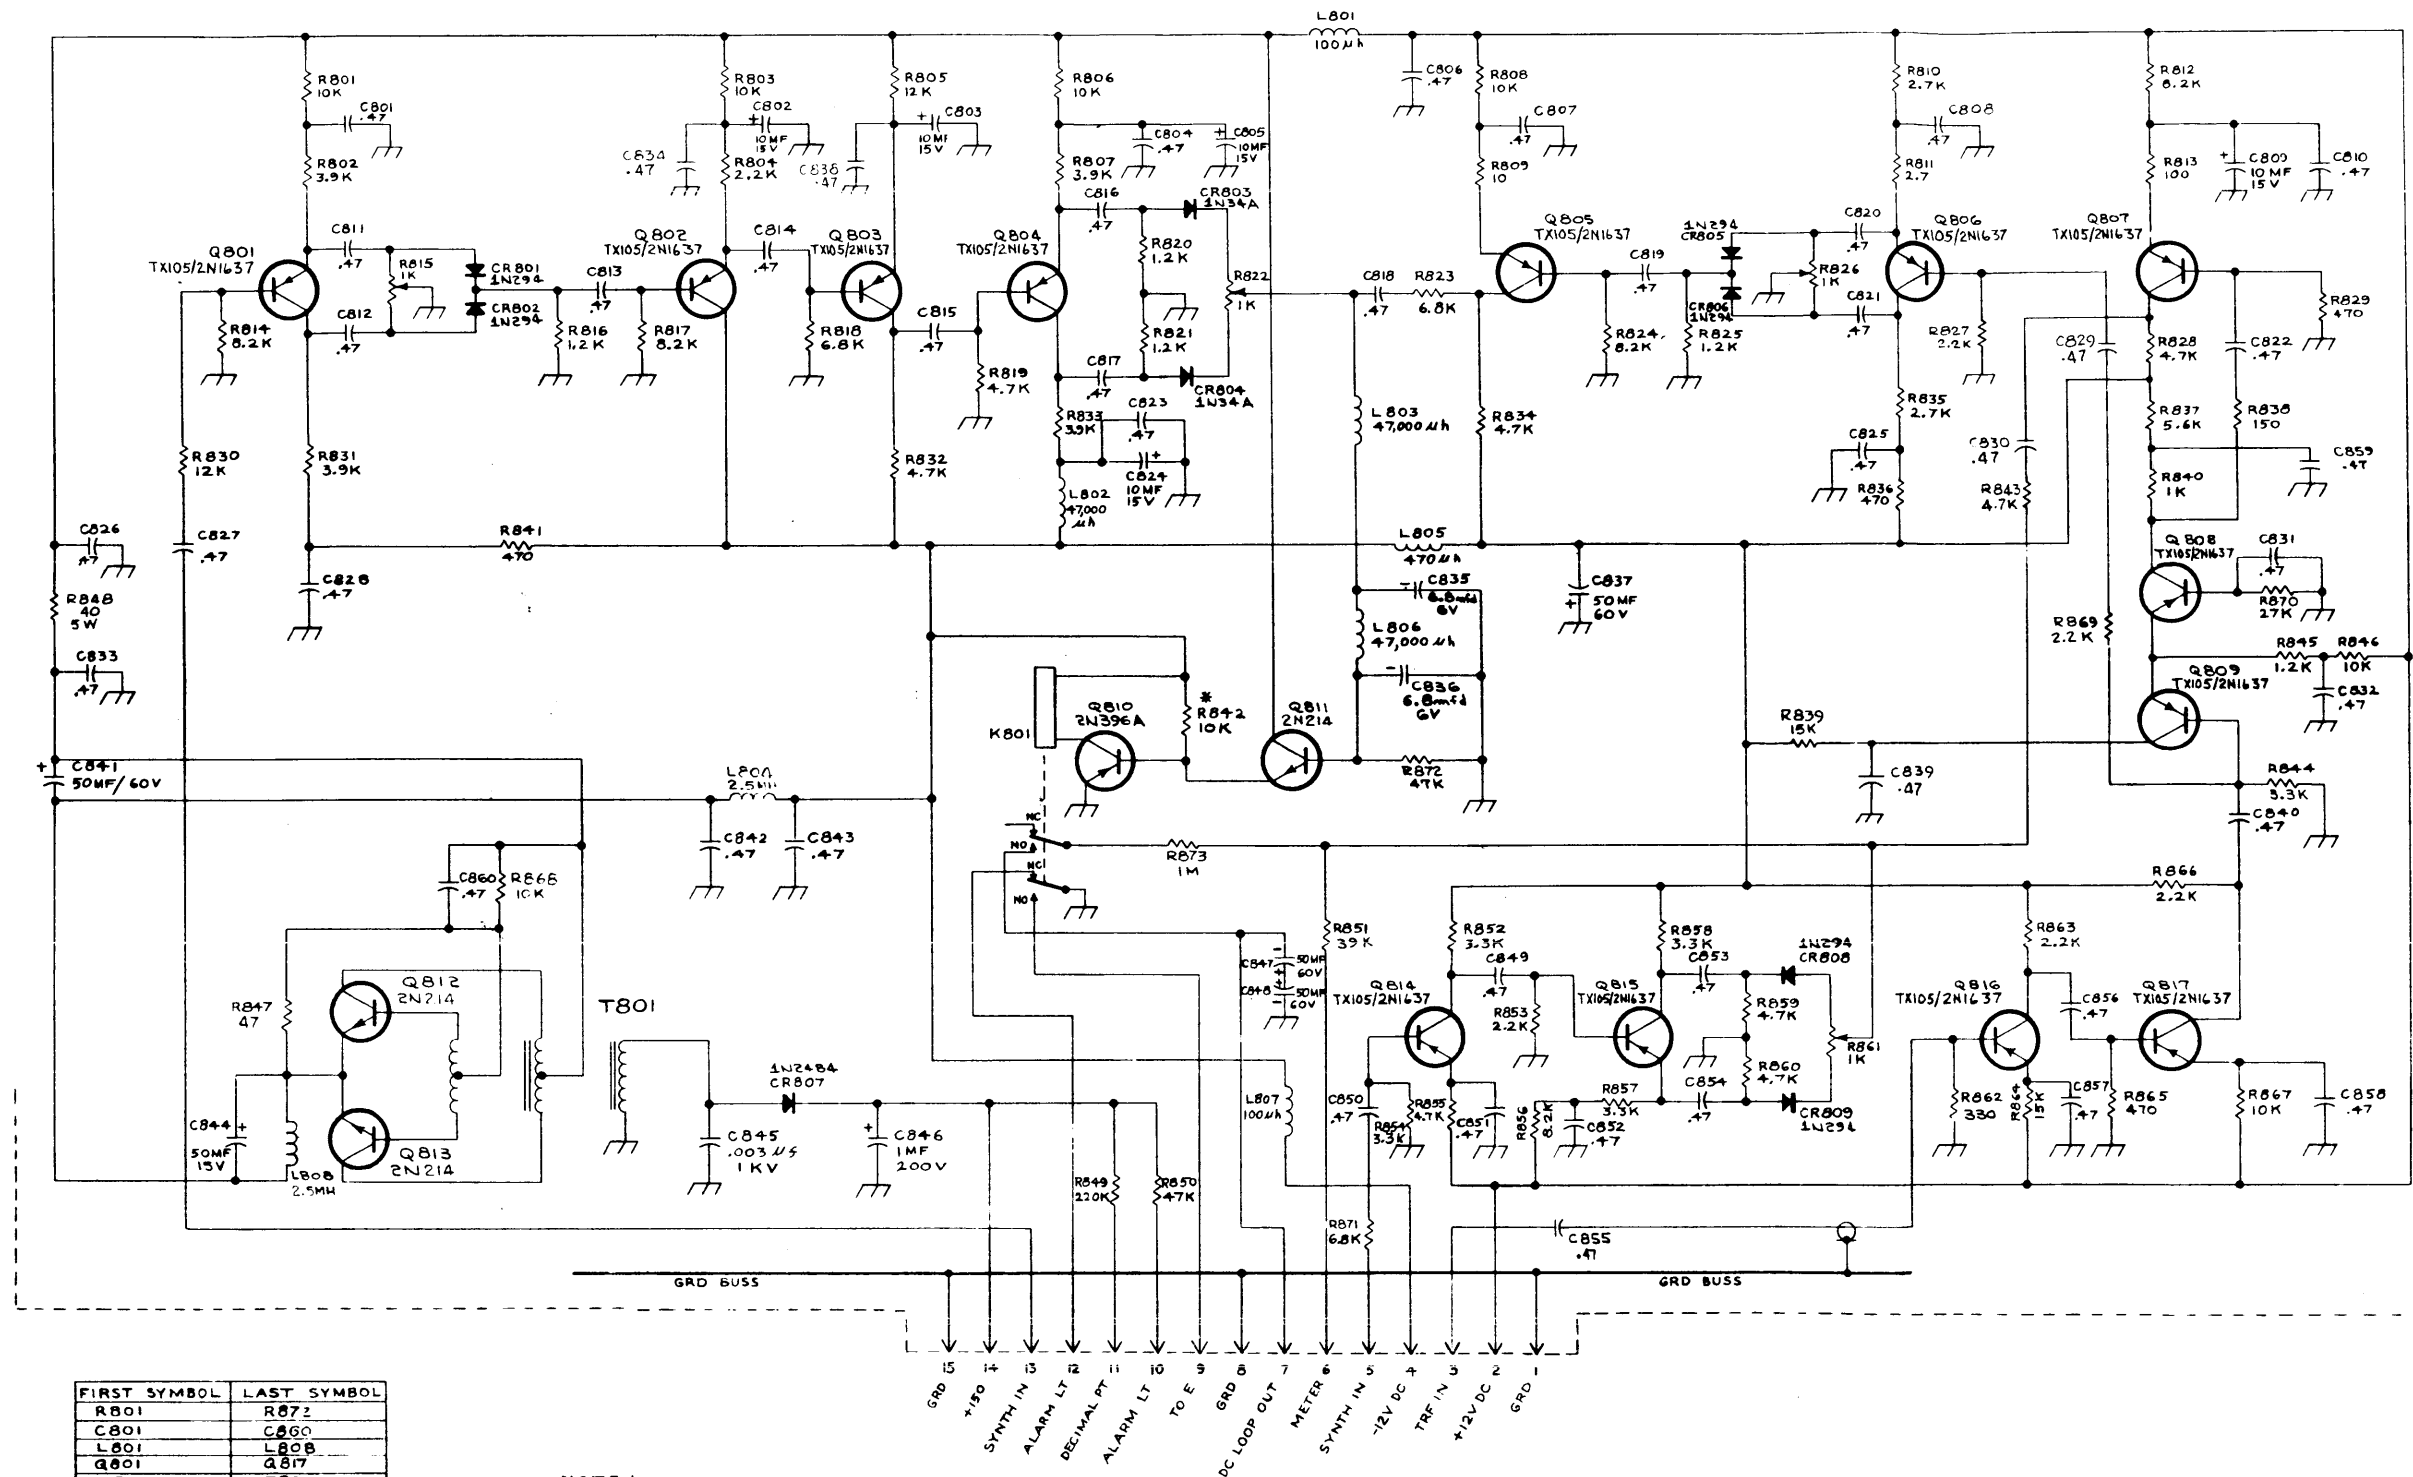 L801
100µh
R801
10K
C801
.47
R802
3.9K
R803
10K
C802
10MF
15V
C834
.47
R804
2.2K
R805
12K
C803
10MF
15V
C838
.47
R806
10K
C804
.47
C805
10MF
15V
R807
3.9K
C806
.47
R808
10K
C807
.47
R809
10
R810
2.7K
C808
.47
R811
2.7
R812
8.2K
R813
100
C809
10MF
15V
C810
.47
Q801
TX105/2N1637
C811
.47
R815
1K
C812
.47
CR801
1N294
CR802
1N294
R814
8.2K
C813
.47
R816
1.2K
R817
8.2K
Q802
TX105/2N1637
C814
.47
R818
6.8K
Q803
TX105/2N1637
C815
.47
R819
4.7K
Q804
TX105/2N1637
C816
.47
CR803
1N34A
R820
1.2K
R821
1.2K
C817
.47
CR804
1N34A
R822
1K
C818
.47
R823
6.8K
Q805
TX105/2N1637
C819
.47
R824
8.2K
R825
1.2K
1N294
CR805
CR806
1N294
C820
.47
R826
1K
C821
.47
Q806
TX105/2N1637
R827
2.2K
Q807
TX105/2N1637
C829
.47
R828
4.7K
C822
.47
R829
470
R830
12K
R831
3.9K
R832
4.7K
R833
3.9K
C823
.47
C824
10MF
15V
L802
47,000
µh
L803
47,000µh
R834
4.7K
R835
2.7K
C825
.47
R836
470
C830
.47
R843
4.7K
R837
5.6K
R838
150
R840
1K
C859
.47
C826
.47
C827
.47
R841
470
C828
.47
R848
40
5W
C833
.47
C841
50MF/60V
L805
470µh
C835
6.8mfd
6V
L806
47,000µh
C836
6.8mfd
6V
C837
50MF
60V
Q808
TX105/2N1637
C831
.47
R870
27K
R869
2.2K
R845
1.2K
R846
10K
C832
.47
Q809
TX105/2N1637
K801
Q810
2N396A
*
R842
10K
Q811
2N214
R872
47K
R839
15K
C839
.47
R844
3.3K
C840
.47
2.5MH
C842
.47
C843
.47
NC
NO
NC
NO
R873
1M
C860
.47
R868
10K
R847
47
Q812
2N214
Q813
2N214
T801
C844
50MF
15V
L808
2.5MH
1N2484
CR807
C845
.003µf
1KV
C846
1MF
200V
R849
220K
R850
47K
C847
50MF
60V
C848
50MF
60V
L807
100µh
R851
39K
R852
3.3K
C849
.47
Q814
TX105/2N1637
R853
2.2K
R858
3.3K
C853
.47
Q815
TX105/2N1637
1N294
CR808
R859
4.7K
R860
4.7K
R861
1K
C850
.47
R854
3.3K
R855
4.7K
C851
.47
R856
8.2K
R857
3.3K
C852
.47
C854
.47
CR809
1N294
R871
6.8K
C855
.47
R866
2.2K
R863
2.2K
Q816
TX105/2N1637
C856
.47
Q817
TX105/2N1637
R862
330
R864
15K
C857
.47
R865
470
R867
10K
C858
.47
GRD BUSS
GRD BUSS
15 14 13 12 11 10 9 8 7 6 5 4 3 2 1
GRD
+150
SYNTH IN
ALARM LT
DECIMAL PT
ALARM LT
TO E
GRD
DC LOOP OUT
METER
SYNTH IN
-12V DC
TRF IN
+12V DC
GRD
FIRST SYMBOL LAST SYMBOL
R801 R872
C801 C860
L801 L808
Q801 Q817